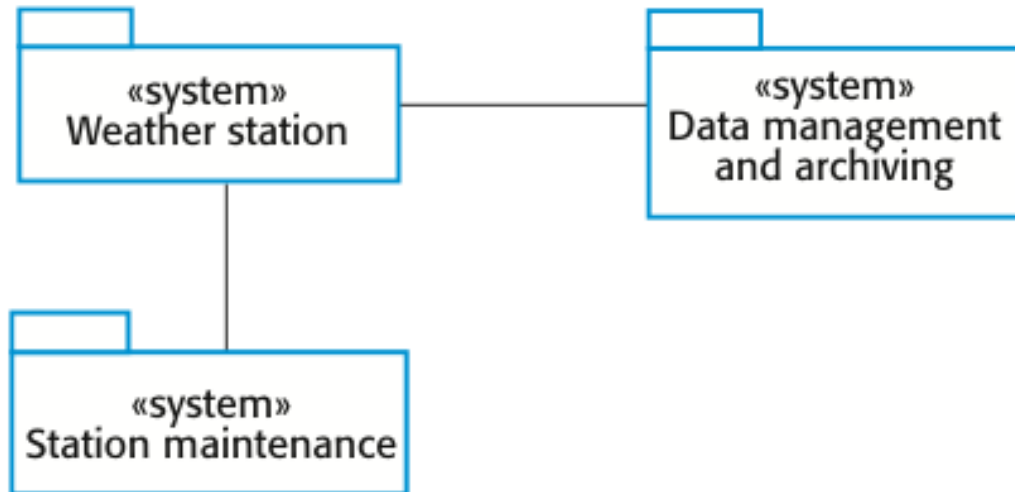 «system»
Weather station
«system»
Data management
and archiving
«system»
Station maintenance